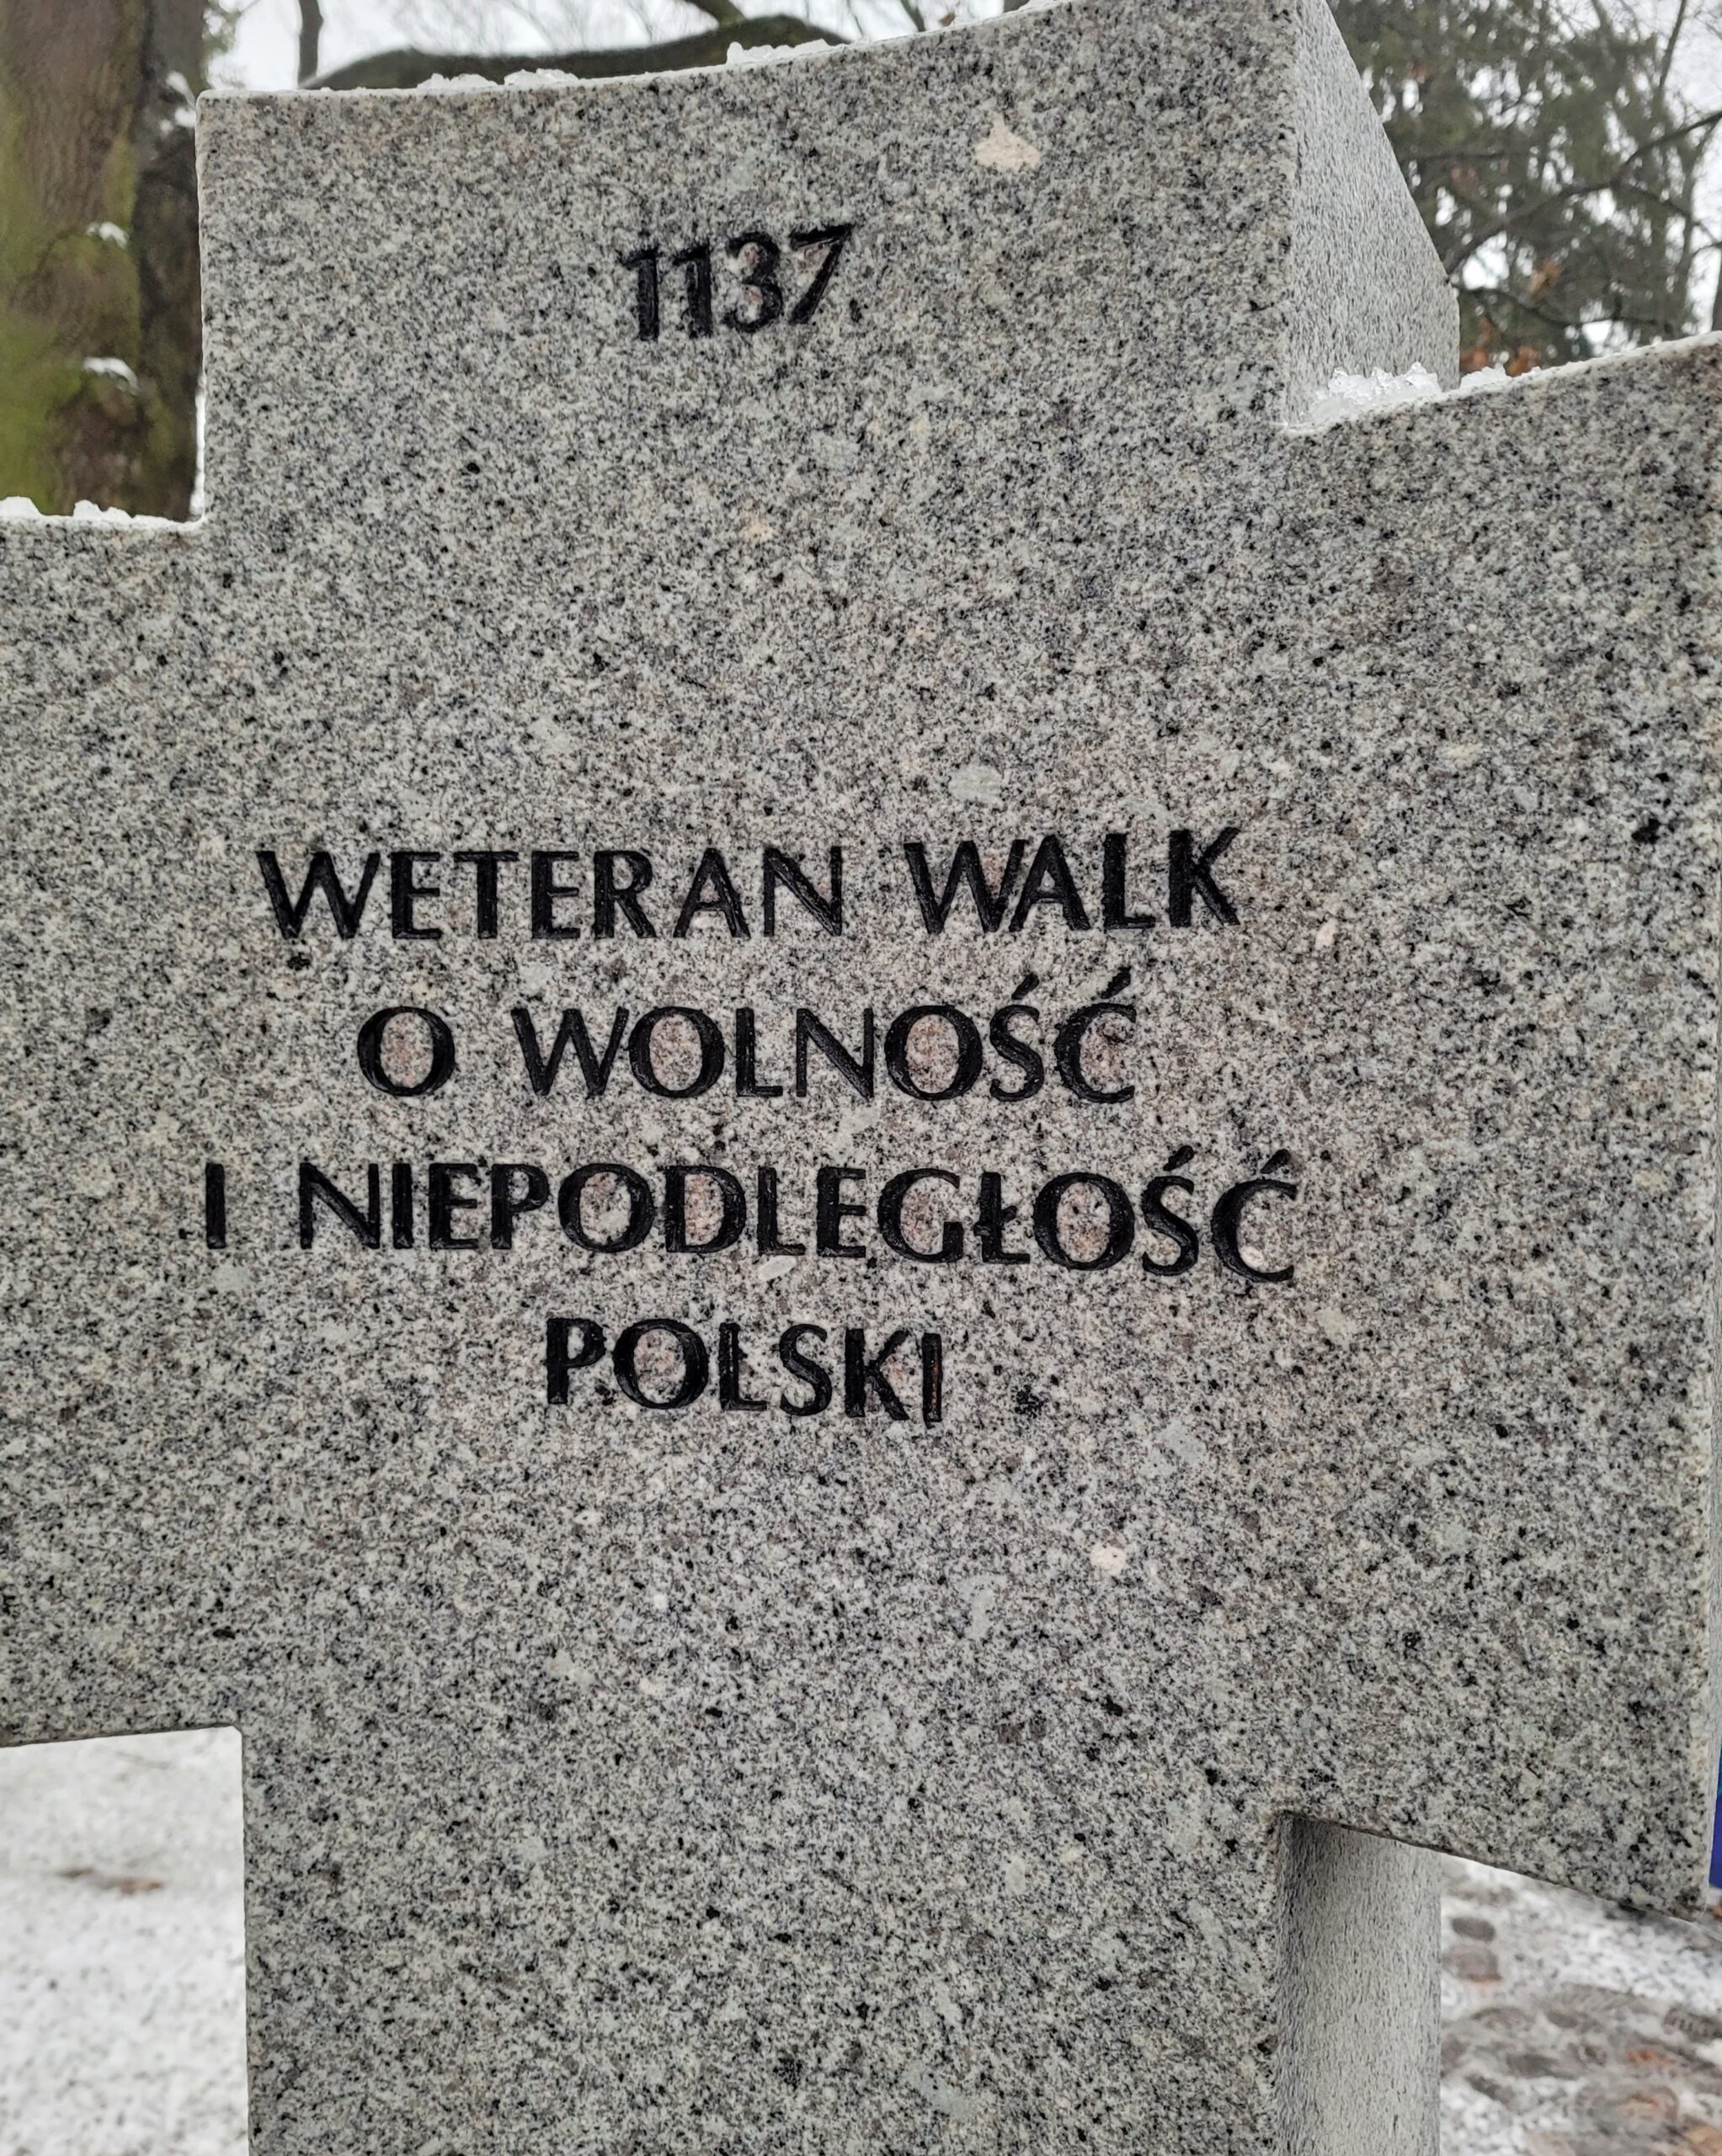 1137.
WETERAN WALK
O WOLNOŚĆ
I NIEPODLEGŁOŚĆ
POLSKI